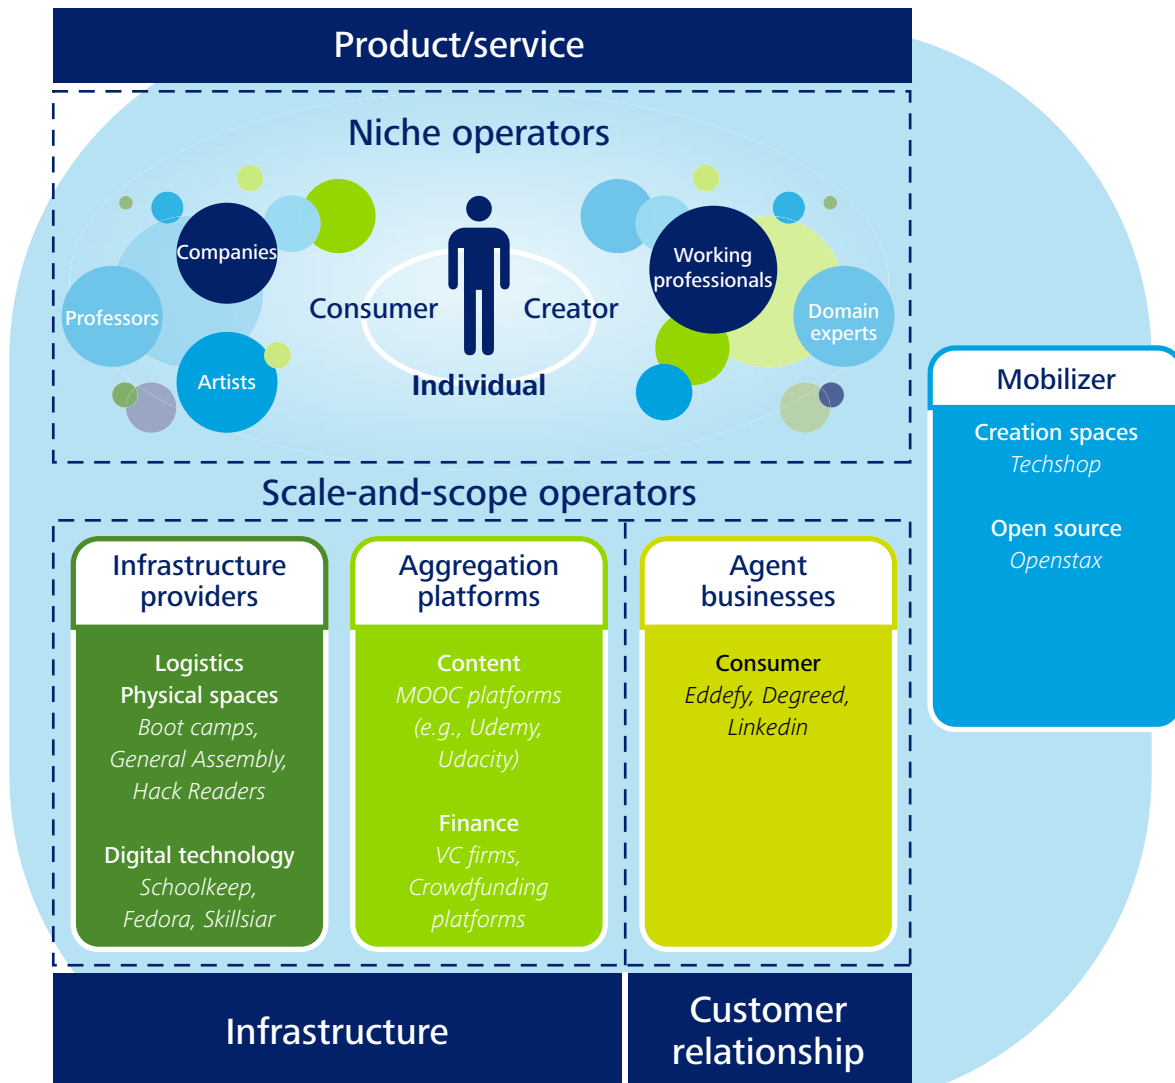 Product/service
Niche operators
Companies
Professors
Artists
Consumer
Creator
Individual
Working
professionals
Domain
experts
Mobilizer
Creation spaces
Techshop
Open source
Openstax
Scale-and-scope operators
Infrastructure
providers
Logistics
Physical spaces
Boot camps,
General Assembly,
Hack Readers
Digital technology
Schoolkeep,
Fedora, Skillsiar
Aggregation
platforms
Content
MOOC platforms
(e.g., Udemy,
Udacity)
Finance
VC firms,
Crowdfunding
platforms
Agent
businesses
Consumer
Eddefy, Degreed,
Linkedin
Infrastructure
Customer
relationship